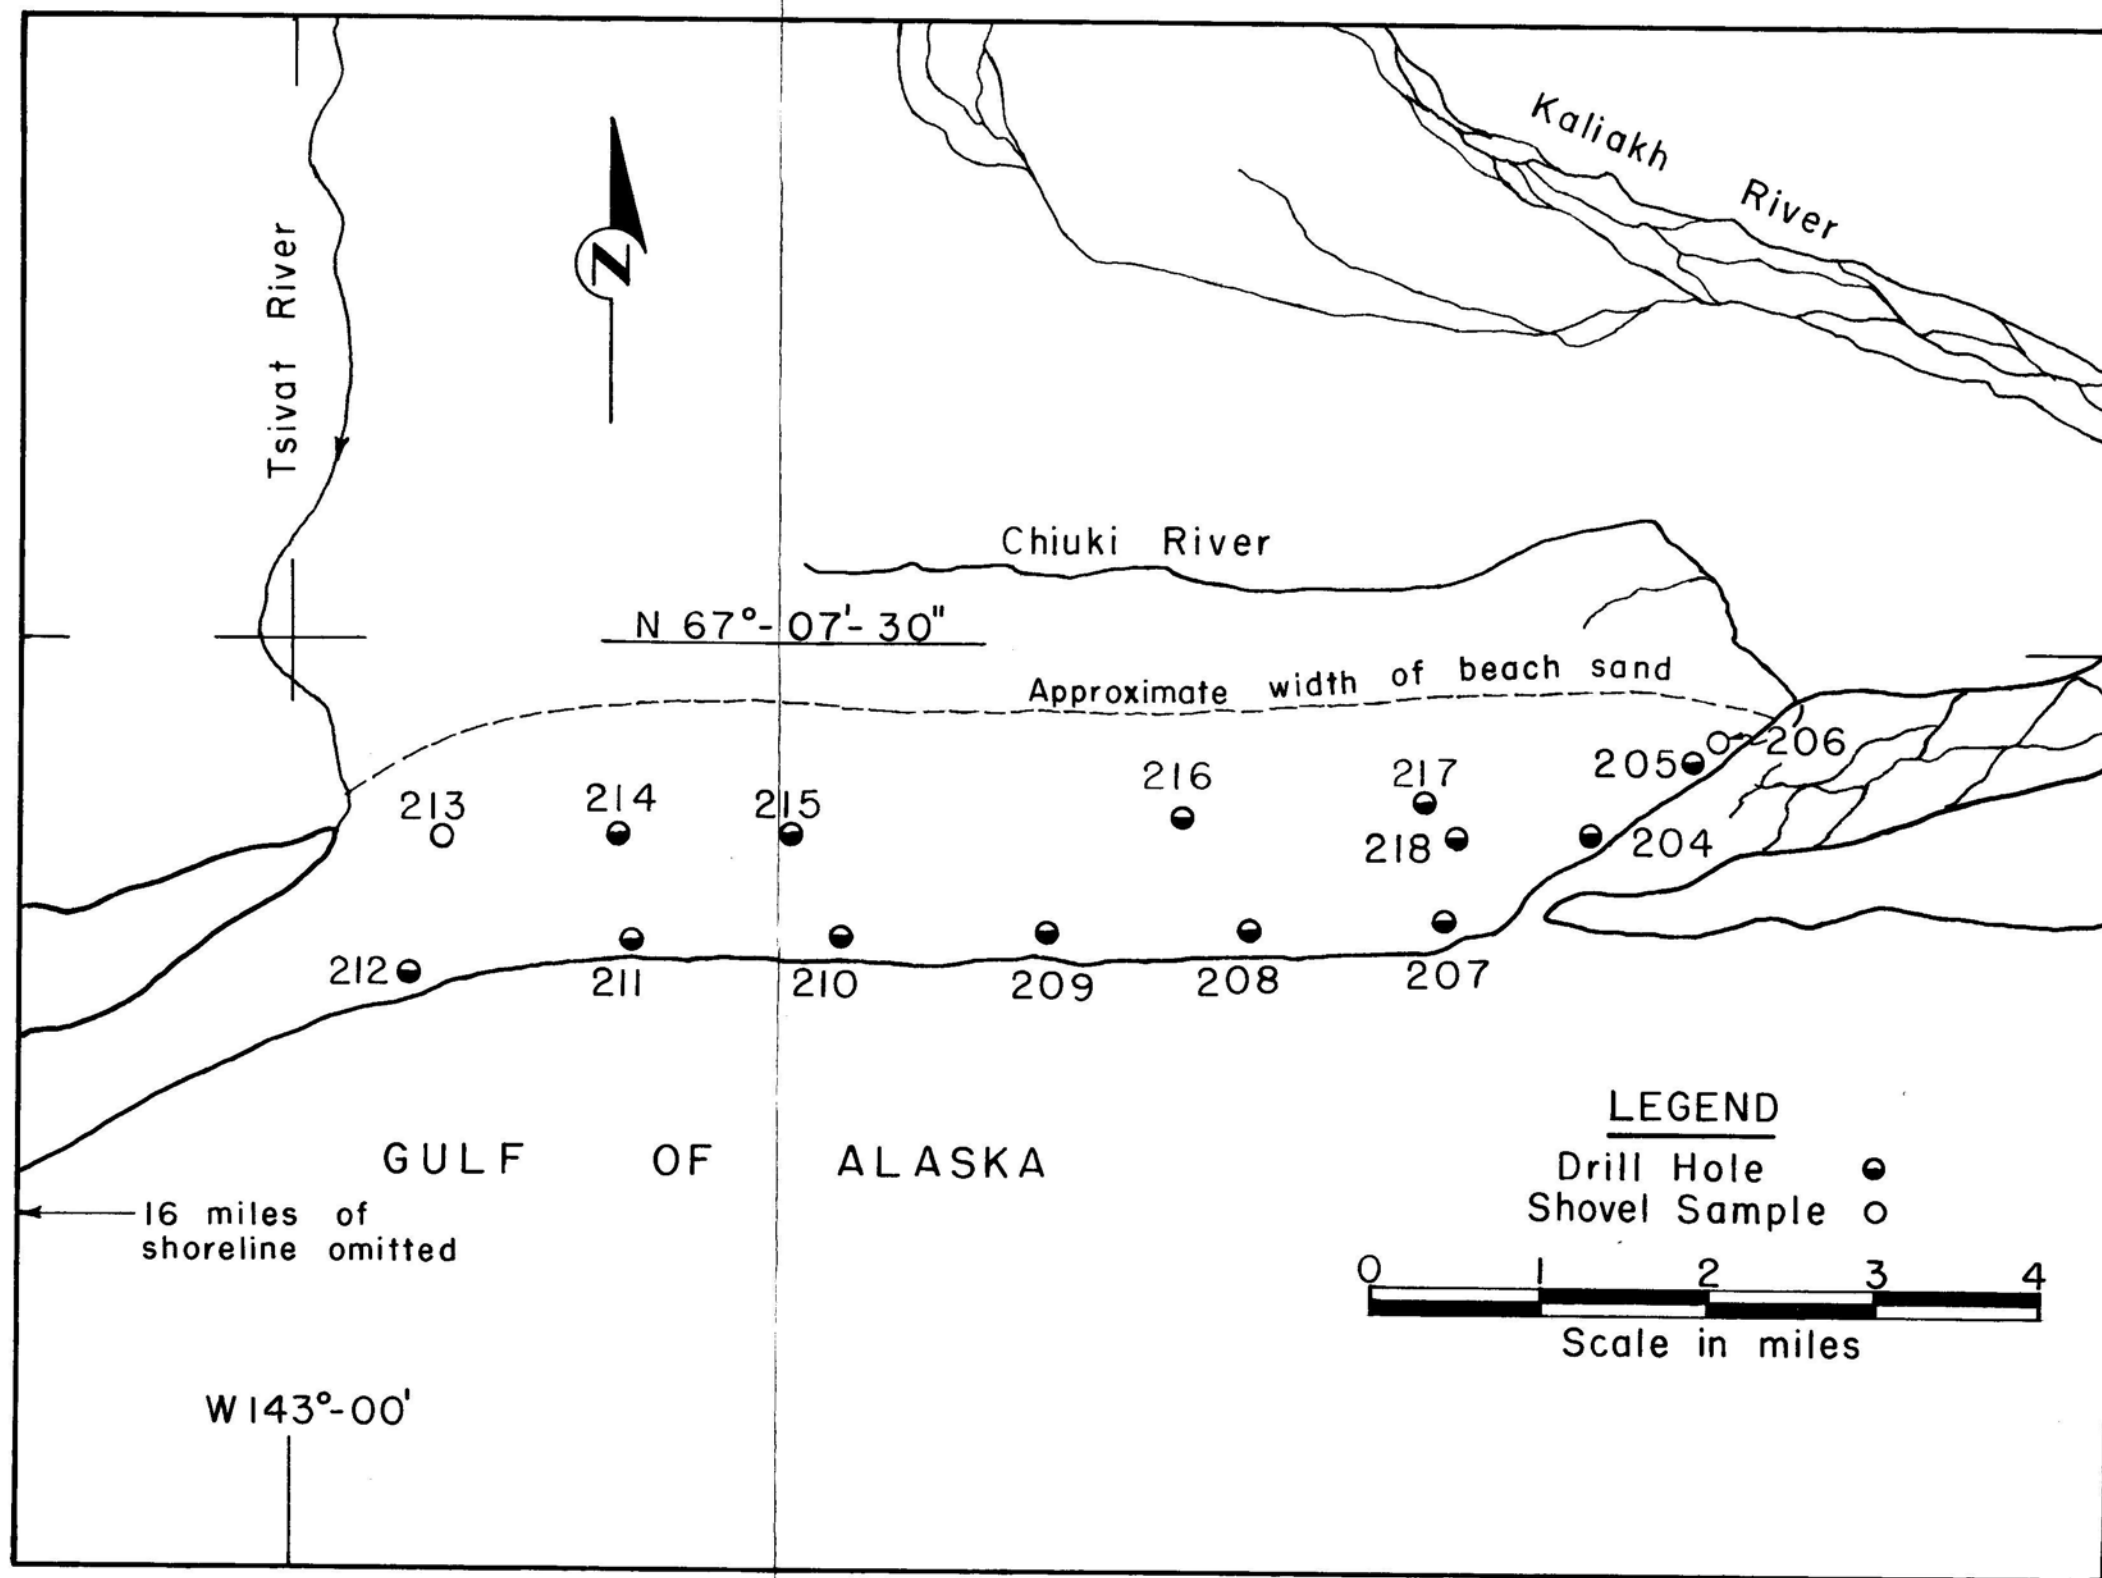 Kaliakh River
Tsivat River
N
Chiuki River
N 67°-07'-30"
Approximate width of beach sand
206
205
216
217
213
214
215
218
204
212
211
210
209
208
207
GULF OF ALASKA
16 miles of
shoreline omitted
LEGEND
Drill Hole
Shovel Sample
0 1 2 3 4
Scale in miles
W 143°-00'